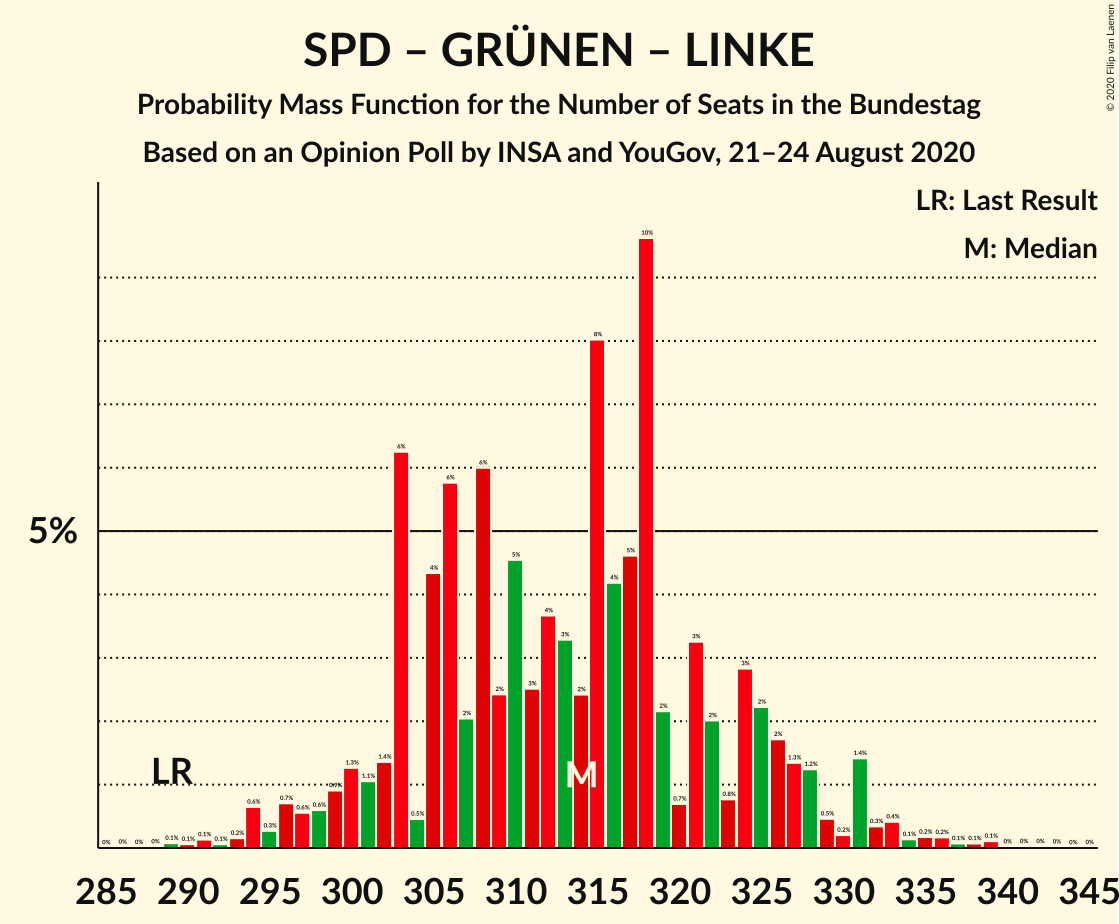 SPD – GRÜNEN – LINKE
Probability Mass Function for the Number of Seats in the Bundestag
Based on an Opinion Poll by INSA and YouGov, 21–24 August 2020
© 2020 Filip van Laenen
LR: Last Result
M: Median
5%
LR
M
0% 0% 0% 0% 0.1% 0.1% 0.1% 0.1% 0.2% 0.6% 0.3% 0.7% 0.6% 0.6% 0.9% 1.3% 1.1% 1.4% 6% 0.5% 4% 6% 2% 6% 2% 5% 3% 4% 3% 2% 8% 4% 5% 10% 2% 0.7% 3% 2% 0.8% 3% 2% 2% 1.3% 1.2% 0.5% 0.2% 1.4% 0.3% 0.4% 0.1% 0.2% 0.2% 0.1% 0.1% 0.1% 0% 0% 0% 0% 0% 0%
285 290 295 300 305 310 315 320 325 330 335 340 345